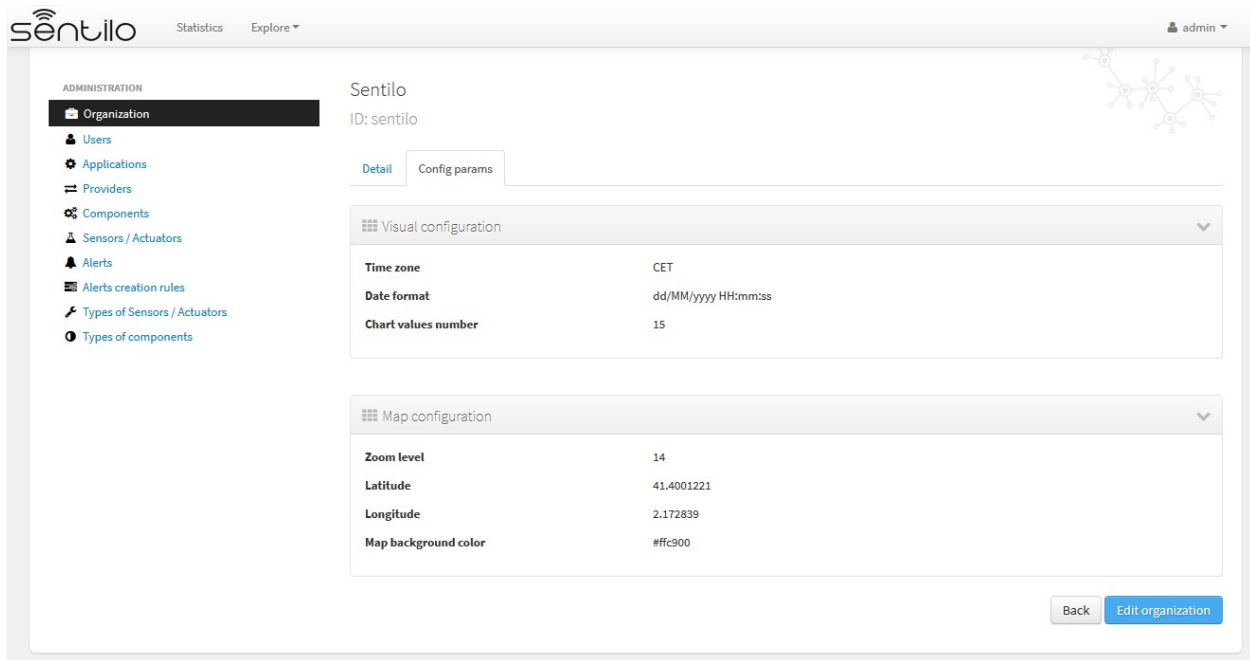 sentilo
Statistics Explore
admin
ADMINISTRATION
Organization
Users
Applications
Providers
Components
Sensors / Actuators
Alerts
Alerts creation rules
Types of Sensors / Actuators
Types of components
Sentilo
ID: sentilo
Detail Config params
Visual configuration
Time zone CET
Date format dd/MM/yyyy HH:mm:ss
Chart values number 15
Map configuration
Zoom level 14
Latitude 41.4001221
Longitude 2.172839
Map background color #ffc900
Back Edit organization